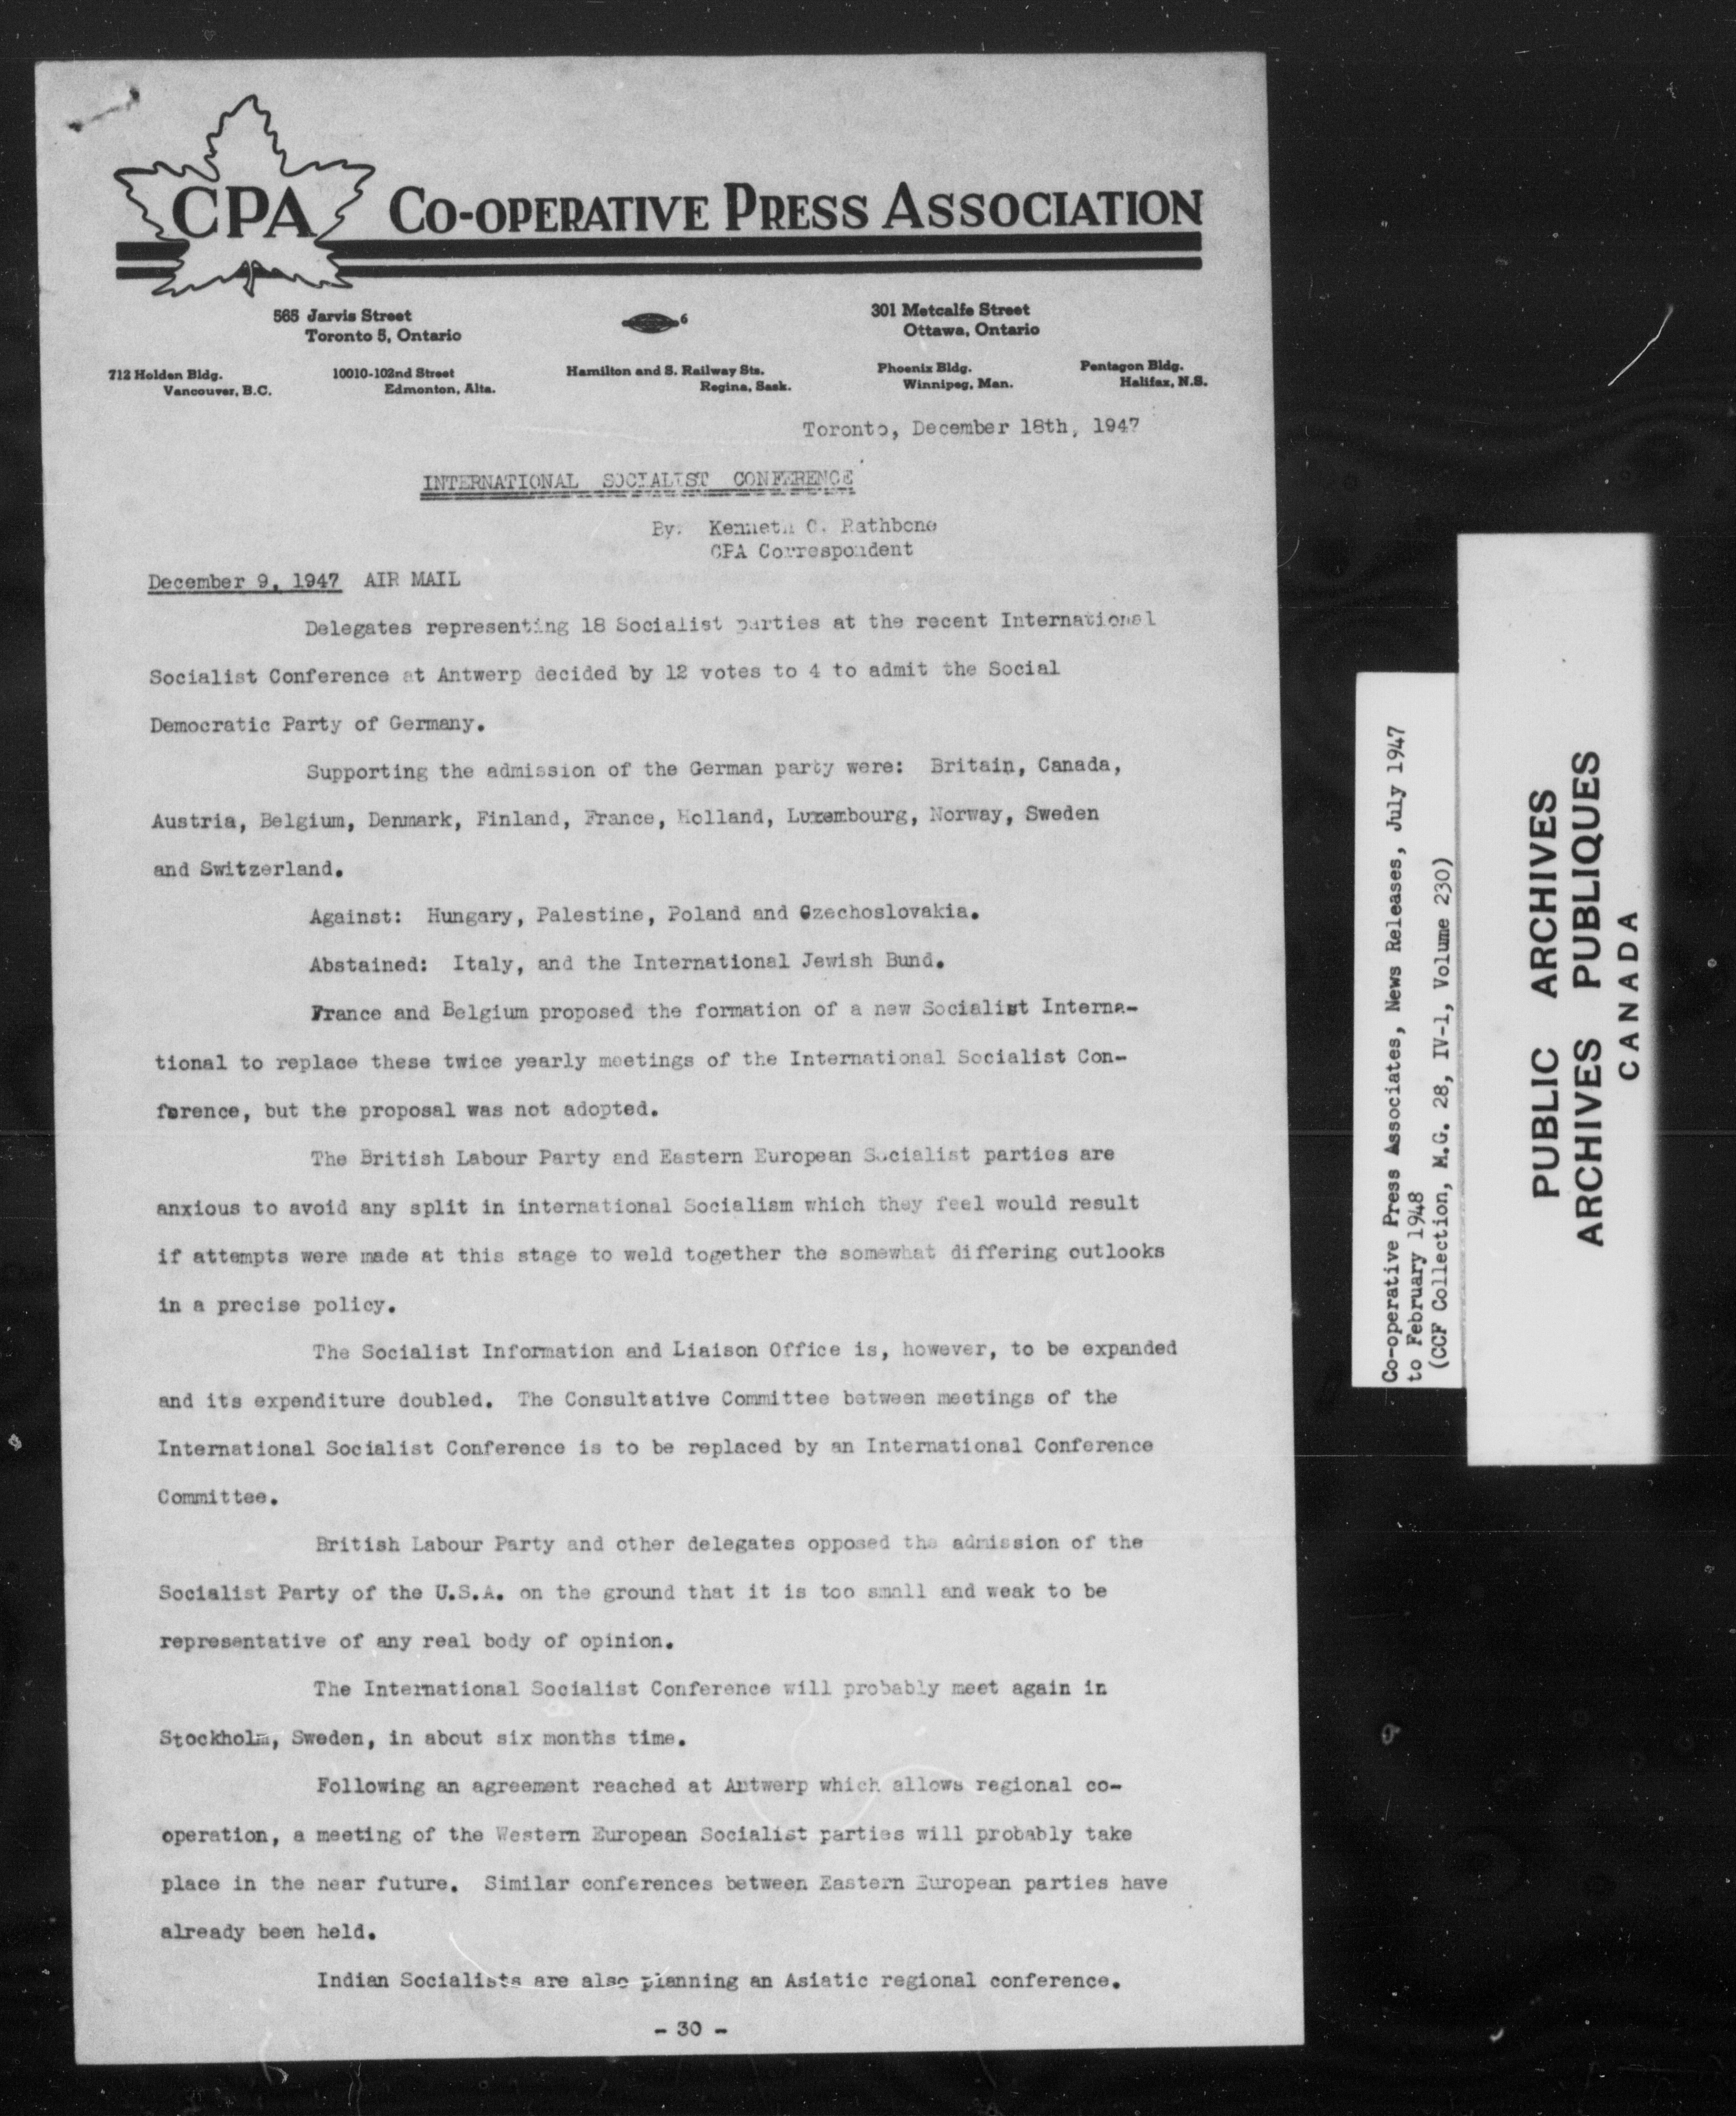 CPA CO-OPERATIVE PRESS ASSOCIATION
565 Jarvis Street
Toronto 5, Ontario
6
301 Metcalfe Street
Ottawa, Ontario
712 Holden Bldg.
Vancouver, B.C.
10010-102nd Street
Edmonton, Alta.
Hamilton and S. Railway Sts.
Regina, Sask.
Phoenix Bldg.
Winnipeg, Man.
Pentagon Bldg.
Halifax, N.S.
Toronto, December 18th, 1947
INTERNATIONAL SOCIALIST CONFERENCE
By. Kenneth C. Rathbone
CPA Correspondent
December 9, 1947 AIR MAIL
Delegates representing 18 Socialist parties at the recent International
Socialist Conference at Antwerp decided by 12 votes to 4 to admit the Social
Democratic Party of Germany.
Supporting the admission of the German party were: Britain, Canada,
Austria, Belgium, Denmark, Finland, France, Holland, Luxembourg, Norway, Sweden
and Switzerland.
Against: Hungary, Palestine, Poland and Czechoslovakia.
Abstained: Italy, and the International Jewish Bund.
France and Belgium proposed the formation of a new Socialist Interna-
tional to replace these twice yearly meetings of the International Socialist Con-
ference, but the proposal was not adopted.
The British Labour Party and Eastern European Socialist parties are
anxious to avoid any split in international Socialism which they feel would result
if attempts were made at this stage to weld together the somewhat differing outlooks
in a precise policy.
The Socialist Information and Liaison Office is, however, to be expanded
and its expenditure doubled. The Consultative Committee between meetings of the
International Socialist Conference is to be replaced by an International Conference
Committee.
British Labour Party and other delegates opposed the admission of the
Socialist Party of the U.S.A. on the ground that it is too small and weak to be
representative of any real body of opinion.
The International Socialist Conference will probably meet again in
Stockholm, Sweden, in about six months time.
Following an agreement reached at Antwerp which allows regional co-
operation, a meeting of the Western European Socialist parties will probably take
place in the near future. Similar conferences between Eastern European parties have
already been held.
Indian Socialists are also planning an Asiatic regional conference.
- 30 -
Co-operative Press Associates, News Releases, July 1947
to February 1948
(CCF Collection, M.G. 28, IV-1, Volume 230)
PUBLIC ARCHIVES
ARCHIVES PUBLIQUES
CANADA